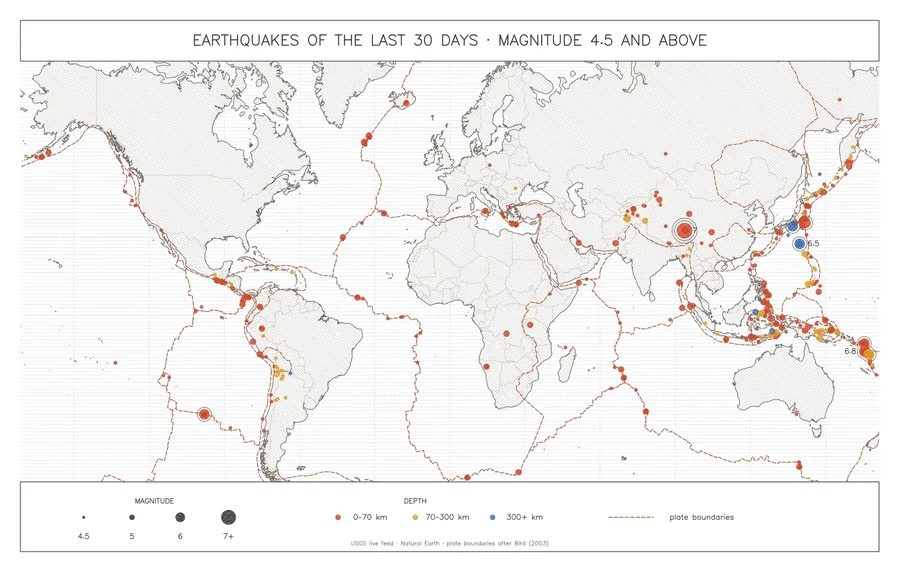 EARTHQUAKES OF THE LAST 30 DAYS · MAGNITUDE 4.5 AND ABOVE
6.5
6.8
MAGNITUDE
DEPTH
0-70 km
70-300 km
300+ km
plate boundaries
4.5
5
6
7+
USGS live feed · Natural Earth · plate boundaries after Bird (2003)